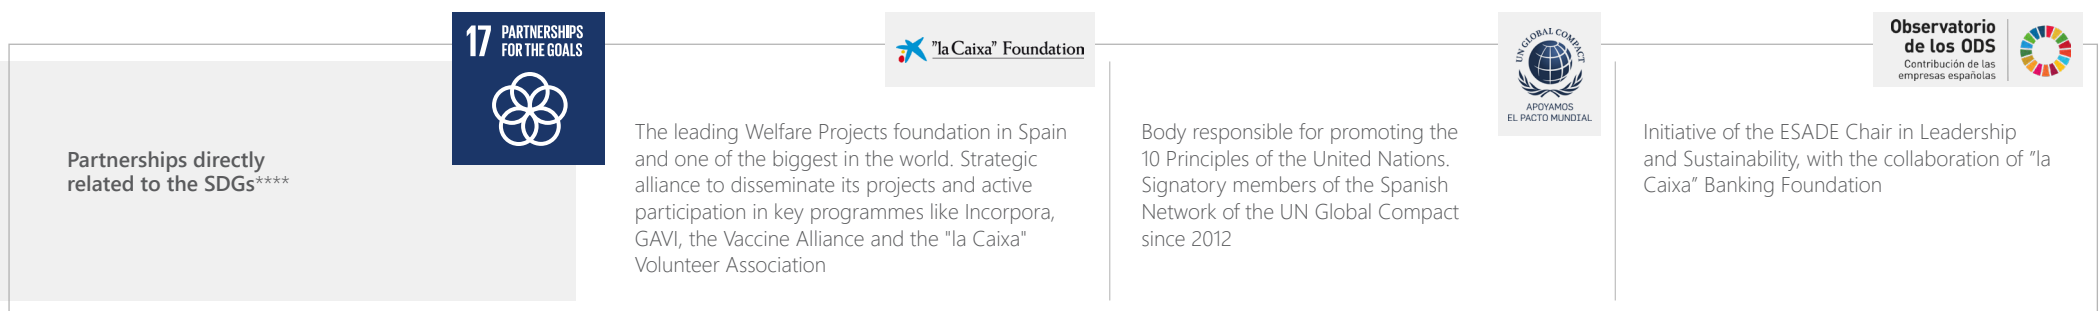 Partnerships directly
related to the SDGs****
17 PARTNERSHIPS
FOR THE GOALS
"la Caixa" Foundation
The leading Welfare Projects foundation in Spain
and one of the biggest in the world. Strategic
alliance to disseminate its projects and active
participation in key programmes like Incorpora,
GAVI, the Vaccine Alliance and the "la Caixa"
Volunteer Association
UN GLOBAL COMPACT
APOYAMOS
EL PACTO MUNDIAL
Body responsible for promoting the
10 Principles of the United Nations.
Signatory members of the Spanish
Network of the UN Global Compact
since 2012
Observatorio
de los ODS
Contribución de las
empresas españolas
Initiative of the ESADE Chair in Leadership
and Sustainability, with the collaboration of "la
Caixa" Banking Foundation